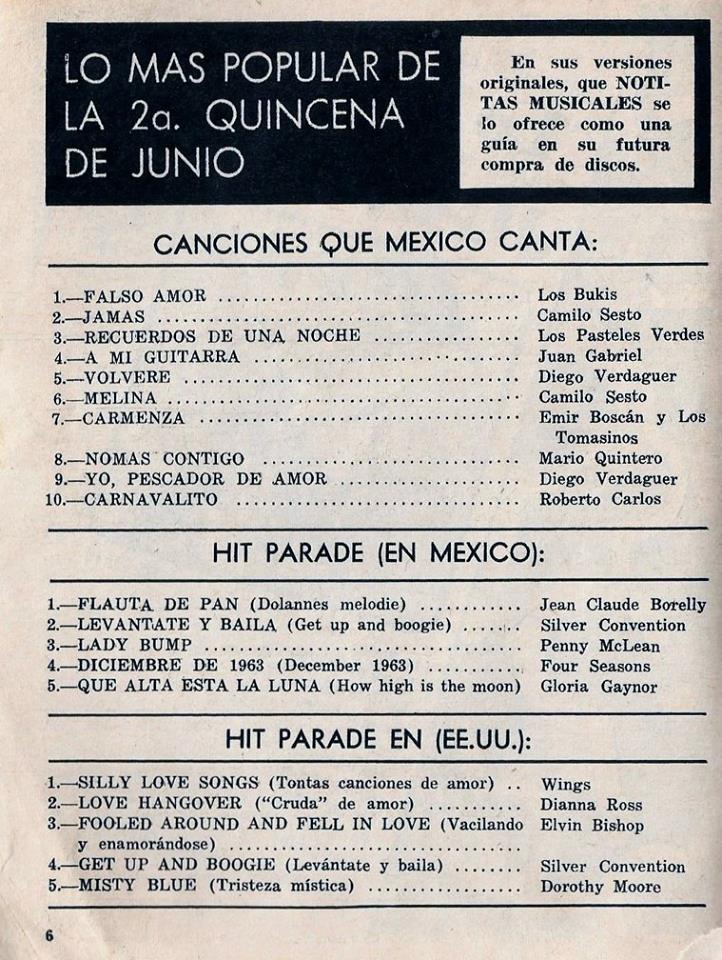 LO MAS POPULAR DE
LA 2a. QUINCENA
DE JUNIO
En sus versiones
originales, que NOTI-
TAS MUSICALES se
lo ofrece como una
guía en su futura
compra de discos.
CANCIONES QUE MEXICO CANTA:
1.—FALSO AMOR ................................ Los Bukis
2.—JAMAS ........................................ Camilo Sesto
3.—RECUERDOS DE UNA NOCHE ................ Los Pasteles Verdes
4.—A MI GUITARRA ............................. Juan Gabriel
5.—VOLVERE ..................................... Diego Verdaguer
6.—MELINA ....................................... Camilo Sesto
7.—CARMENZA ................................... Emir Boscán y Los
Tomasinos
8.—NOMAS CONTIGO ............................ Mario Quintero
9.—YO, PESCADOR DE AMOR ..................... Diego Verdaguer
10.—CARNAVALITO ............................... Roberto Carlos
HIT PARADE (EN MEXICO):
1.—FLAUTA DE PAN (Dolannes melodie) ........... Jean Claude Borelly
2.—LEVANTATE Y BAILA (Get up and boogie) ...... Silver Convention
3.—LADY BUMP .................................. Penny McLean
4.—DICIEMBRE DE 1963 (December 1963) .......... Four Seasons
5.—QUE ALTA ESTA LA LUNA (How high is the moon) Gloria Gaynor
HIT PARADE EN (EE.UU.):
1.—SILLY LOVE SONGS (Tontas canciones de amor) .. Wings
2.—LOVE HANGOVER ("Cruda" de amor) .......... Dianna Ross
3.—FOOLED AROUND AND FELL IN LOVE (Vacilando Elvin Bishop
y enamorándose) ................................
4.—GET UP AND BOOGIE (Levántate y baila) ........ Silver Convention
5.—MISTY BLUE (Tristeza mística) ................ Dorothy Moore
6